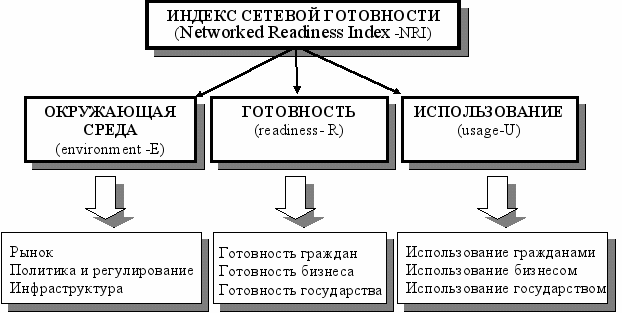 ИНДЕКС СЕТЕВОЙ ГОТОВНОСТИ
(Networked Readiness Index -NRI)
ОКРУЖАЮЩАЯ
СРЕДА
(environment -E)
ГОТОВНОСТЬ
(readiness- R)
ИСПОЛЬЗОВАНИЕ
(usage-U)
Рынок
Политика и регулирование
Инфраструктура
Готовность граждан
Готовность бизнеса
Готовность государства
Использование гражданами
Использование бизнесом
Использование государством